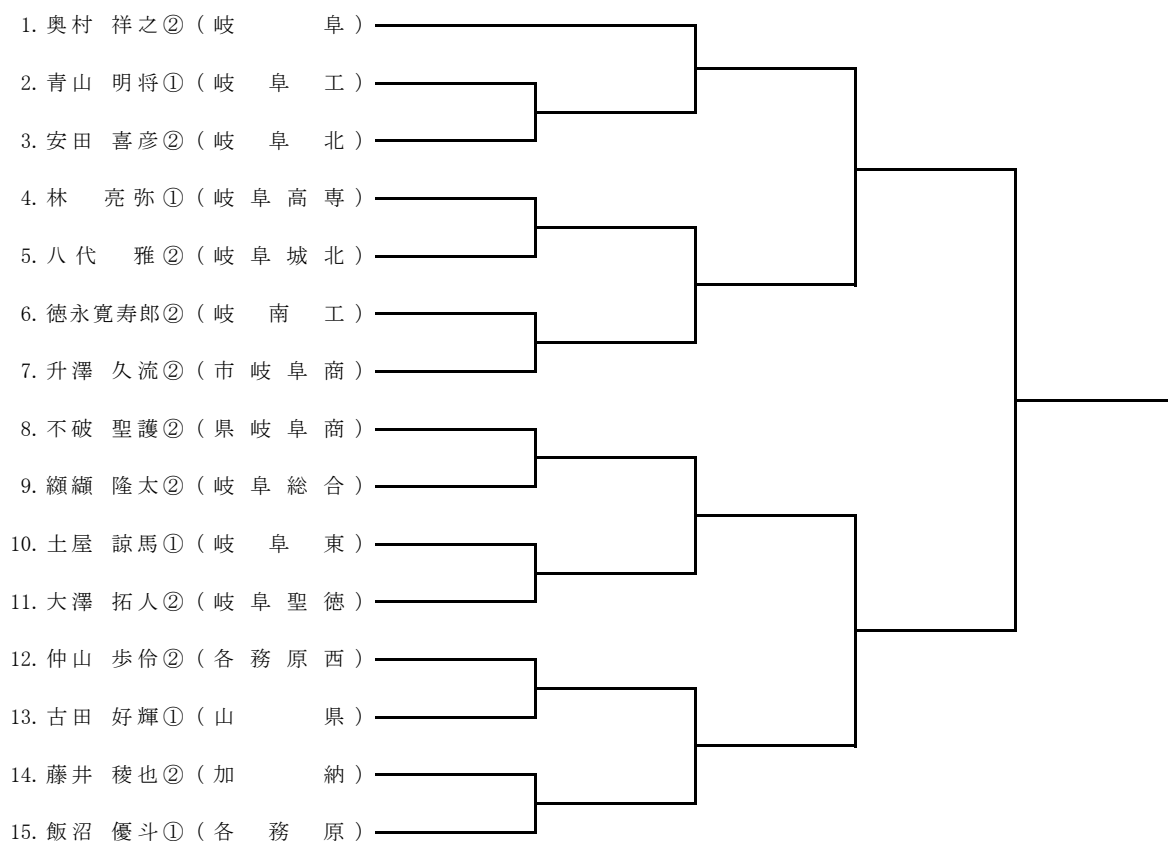 1. 奥村 祥之② ( 岐 阜 )
2. 青山 明将① ( 岐 阜 工 )
3. 安田 喜彦② ( 岐 阜 北 )
4. 林 亮弥① ( 岐 阜 高 専 )
5. 八代 雅② ( 岐 阜 城 北 )
6. 徳永寛寿郎② ( 岐 南 工 )
7. 升澤 久流② ( 市 岐 阜 商 )
8. 不破 聖護② ( 県 岐 阜 商 )
9. 纐纈 隆太② ( 岐 阜 総 合 )
10. 土屋 諒馬① ( 岐 阜 東 )
11. 大澤 拓人② ( 岐 阜 聖 徳 )
12. 仲山 歩伶② ( 各 務 原 西 )
13. 古田 好輝① ( 山 県 )
14. 藤井 稜也② ( 加 納 )
15. 飯沼 優斗① ( 各 務 原 )